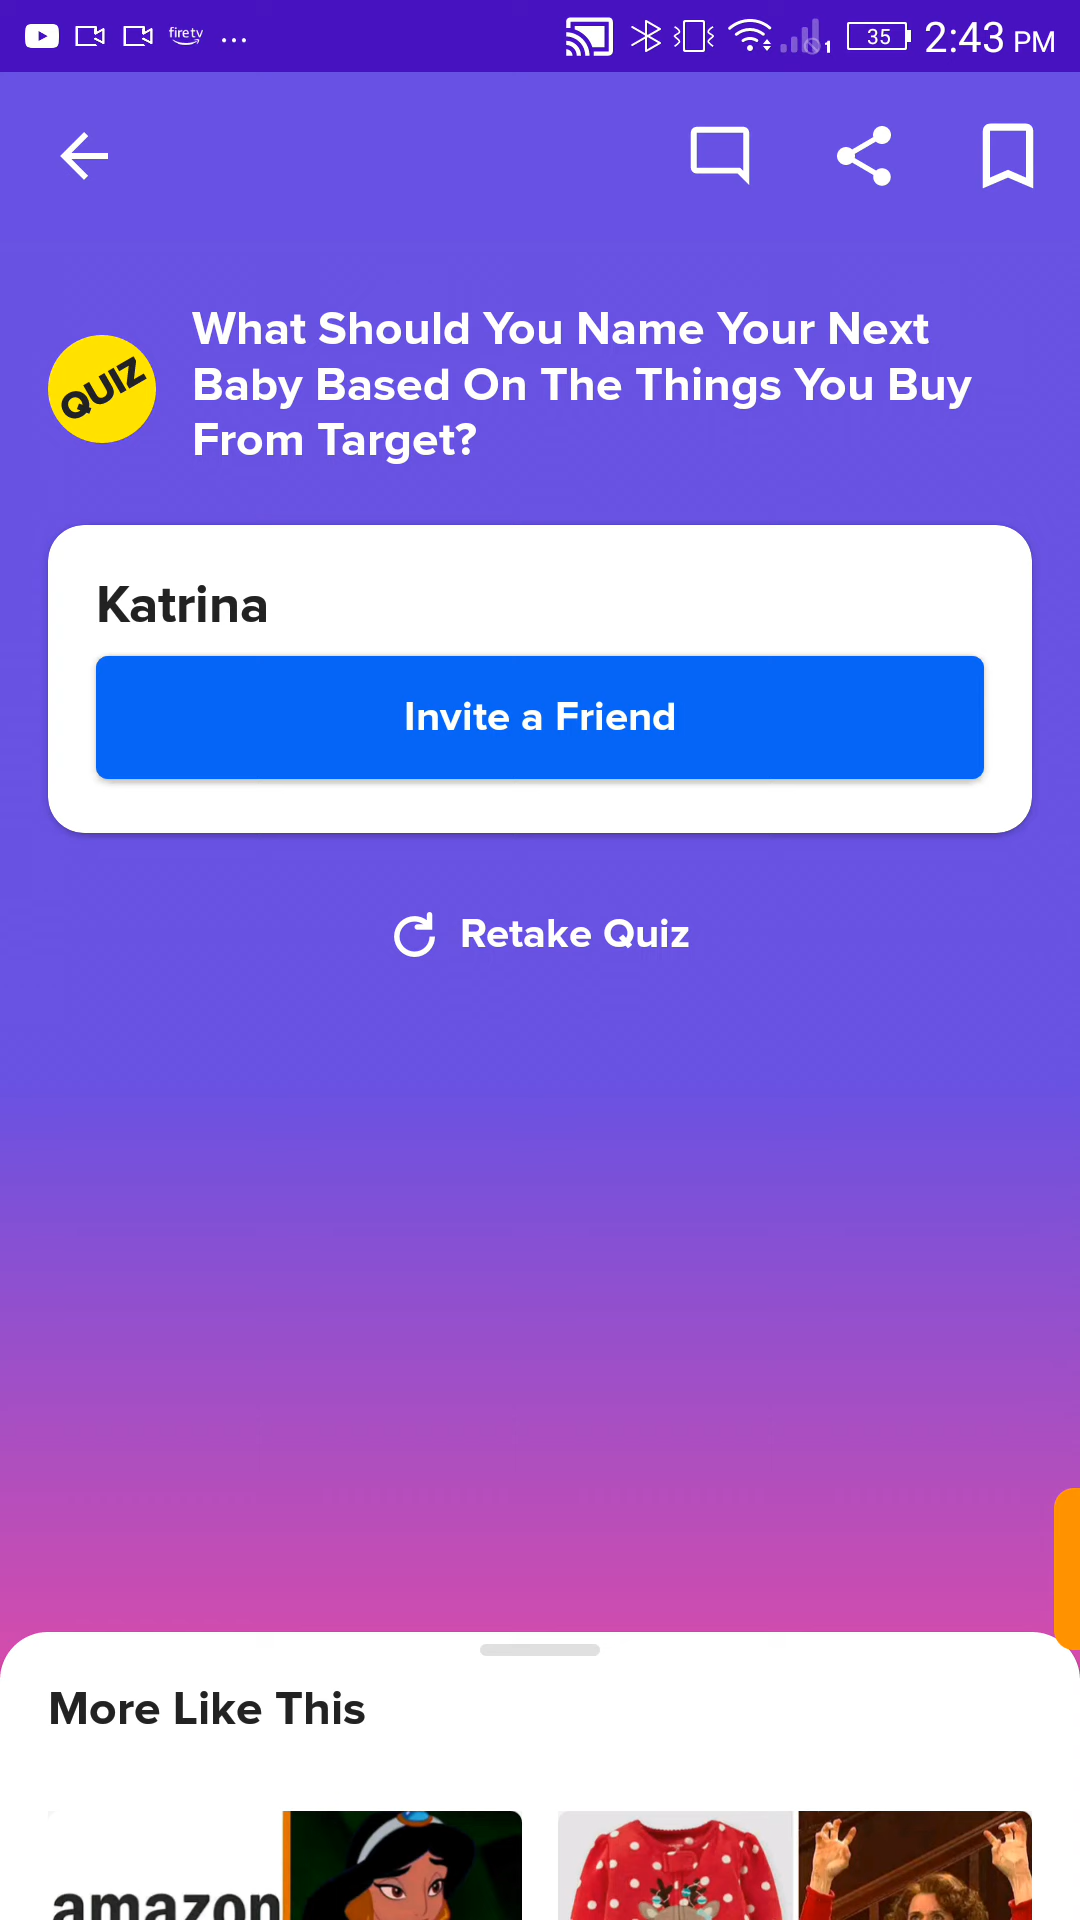 firetv
1
35
2:43 PM
QUIZ
What Should You Name Your Next
Baby Based On The Things You Buy
From Target?
Katrina
Invite a Friend
Retake Quiz
More Like This
amazon